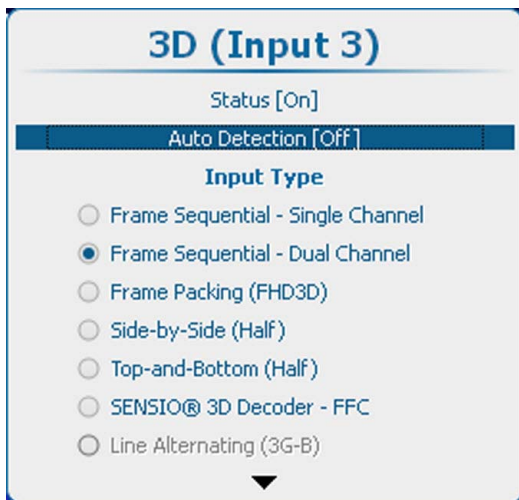 3D (Input 3)
Status [On]
Auto Detection [Off]
Input Type
Frame Sequential - Single Channel
Frame Sequential - Dual Channel
Frame Packing (FHD3D)
Side-by-Side (Half)
Top-and-Bottom (Half)
SENSIO® 3D Decoder - FFC
Line Alternating (3G-B)